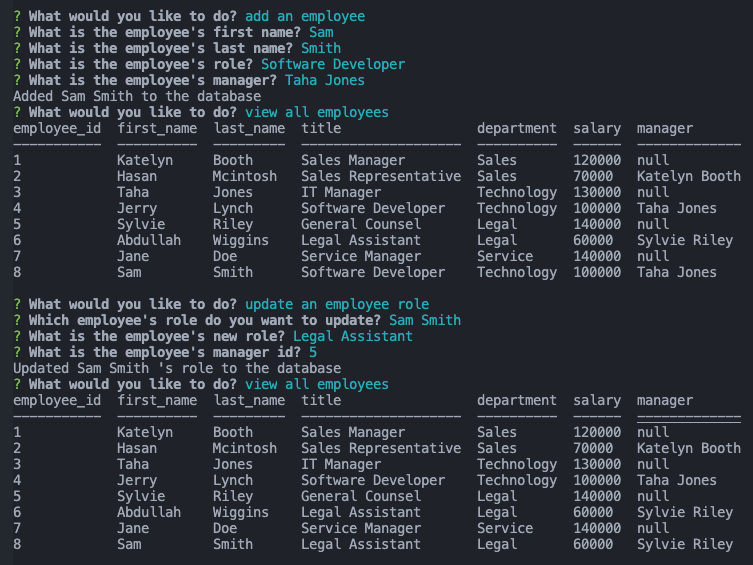 ? What would you like to do? add an employee
? What is the employee's first name? Sam
? What is the employee's last name? Smith
? What is the employee's role? Software Developer
? What is the employee's manager? Taha Jones
Added Sam Smith to the database
? What would you like to do? view all employees
employee_id  first_name  last_name  title                 department  salary  manager
-----------  ----------  ---------  --------------------  ----------  ------  -------------
1            Katelyn     Booth      Sales Manager         Sales       120000  null
2            Hasan       Mcintosh   Sales Representative  Sales       70000   Katelyn Booth
3            Taha        Jones      IT Manager            Technology  130000  null
4            Jerry       Lynch      Software Developer    Technology  100000  Taha Jones
5            Sylvie      Riley      General Counsel       Legal       140000  null
6            Abdullah    Wiggins    Legal Assistant       Legal       60000   Sylvie Riley
7            Jane        Doe        Service Manager       Service     140000  null
8            Sam         Smith      Software Developer    Technology  100000  Taha Jones
? What would you like to do? update an employee role
? Which employee's role do you want to update? Sam Smith
? What is the employee's new role? Legal Assistant
? What is the employee's manager id? 5
Updated Sam Smith 's role to the database
? What would you like to do? view all employees
employee_id  first_name  last_name  title                 department  salary  manager
-----------  ----------  ---------  --------------------  ----------  ------  -------------
1            Katelyn     Booth      Sales Manager         Sales       120000  null
2            Hasan       Mcintosh   Sales Representative  Sales       70000   Katelyn Booth
3            Taha        Jones      IT Manager            Technology  130000  null
4            Jerry       Lynch      Software Developer    Technology  100000  Taha Jones
5            Sylvie      Riley      General Counsel       Legal       140000  null
6            Abdullah    Wiggins    Legal Assistant       Legal       60000   Sylvie Riley
7            Jane        Doe        Service Manager       Service     140000  null
8            Sam         Smith      Legal Assistant       Legal       60000   Sylvie Riley